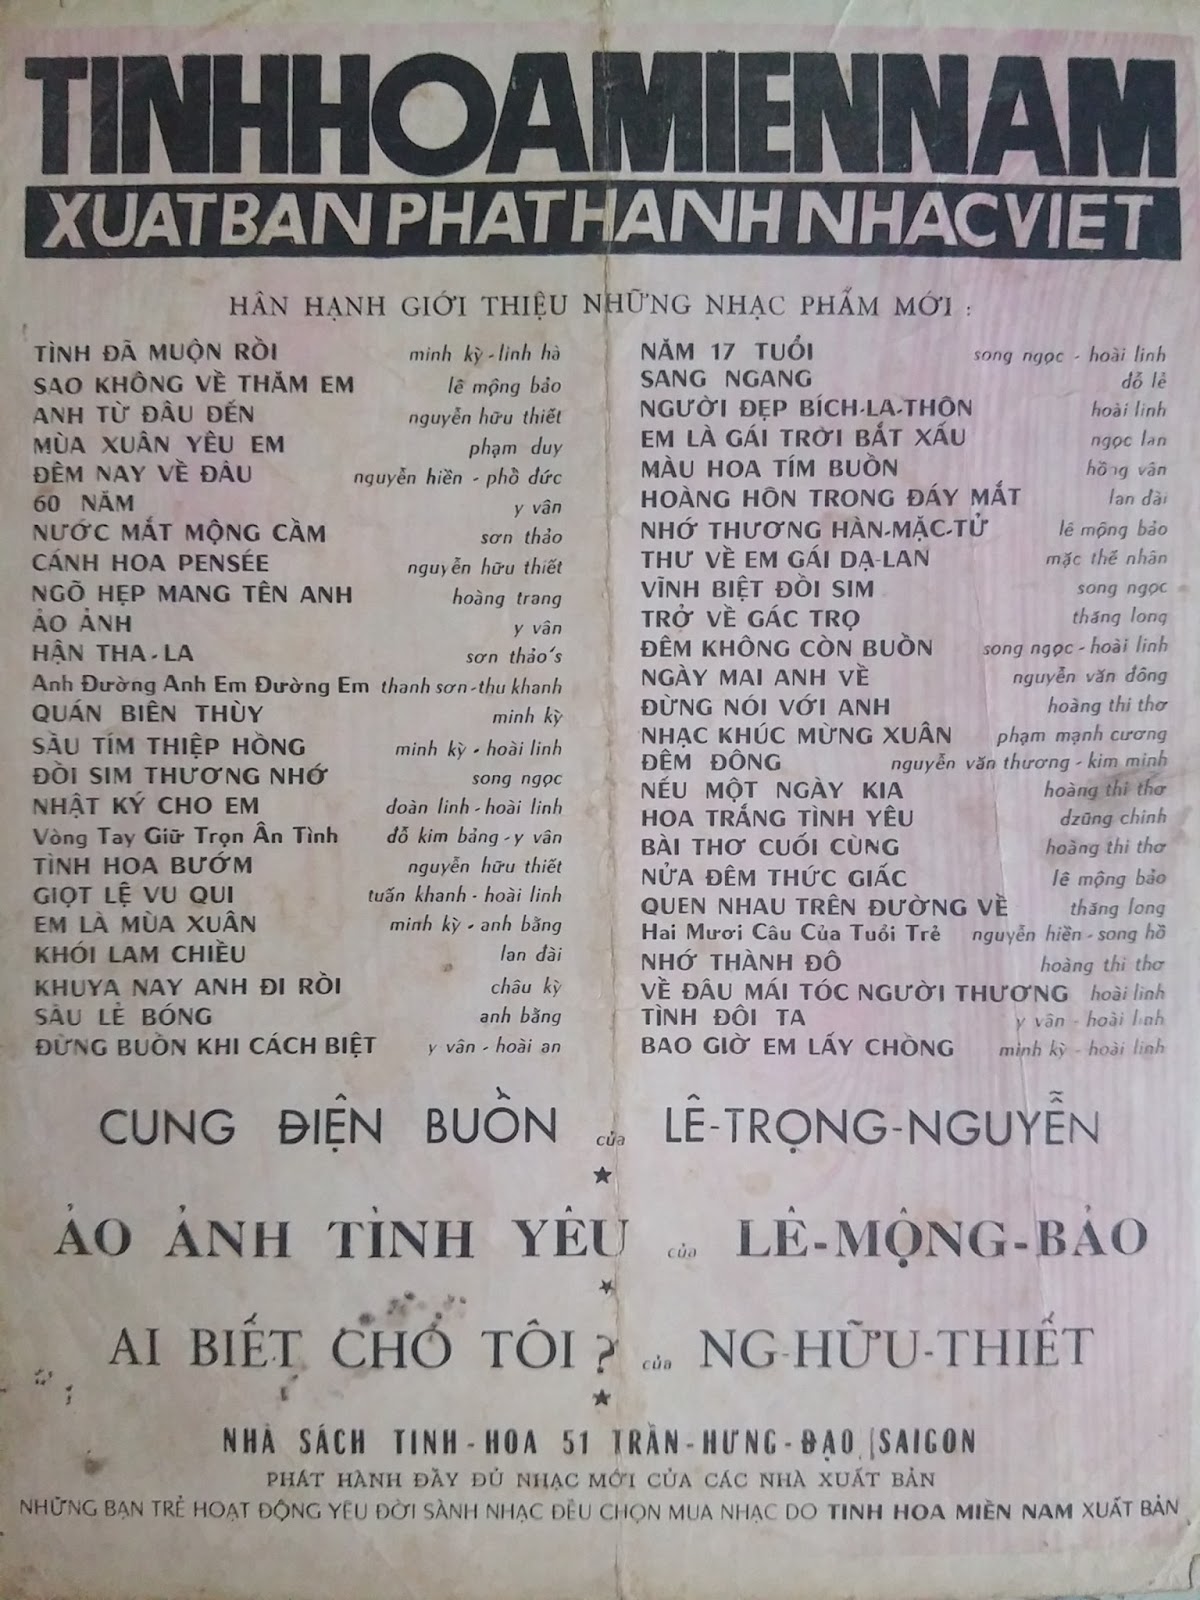 TINHHOAMIENNAM
XUATBAN PHATHANH NHACVIET
HÂN HẠNH GIỚI THIỆU NHỮNG NHẠC PHẨM MỚI :
TÌNH ĐÃ MUỘN RỒI minh kỳ - linh hà
SAO KHÔNG VỀ THĂM EM lê mộng bảo
ANH TỪ ĐÂU ĐẾN nguyễn hữu thiết
MÙA XUÂN YÊU EM phạm duy
ĐÊM NAY VỀ ĐÂU nguyễn hiền - phồ đức
60 NĂM y vân
NƯỚC MẮT MỘNG CẦM sơn thảo
CÁNH HOA PENSÉE nguyễn hữu thiết
NGÕ HẸP MANG TÊN ANH hoàng trang
ẢO ẢNH y vân
HẬN THA-LA sơn thảo's
Anh Đường Anh Em Đường Em thanh sơn-thu khanh
QUÁN BIÊN THÙY minh kỳ
SẦU TÍM THIỆP HỒNG minh kỳ - hoài linh
ĐỒI SIM THƯƠNG NHỚ song ngọc
NHẬT KÝ CHO EM doàn linh - hoài linh
Vòng Tay Giữ Trọn Ân Tình đỗ kim bảng - y vân
TÌNH HOA BƯỚM nguyễn hữu thiết
GIỌT LỆ VU QUI tuấn khanh - hoài linh
EM LÀ MÙA XUÂN minh kỳ - anh bằng
KHÓI LAM CHIỀU lan đài
KHUYA NAY ANH ĐI RỒI châu kỳ
SẦU LẺ BÓNG anh bằng
ĐỪNG BUỒN KHI CÁCH BIỆT y vân - hoài an
NĂM 17 TUỔI song ngọc - hoài linh
SANG NGANG đỗ lễ
NGƯỜI ĐẸP BÍCH-LA-THÔN hoài linh
EM LÀ GÁI TRỜI BẮT XẤU ngọc lan
MÀU HOA TÍM BUỒN hồng vân
HOÀNG HÔN TRONG ĐÁY MẮT lan đài
NHỚ THƯƠNG HÀN-MẶC-TỬ lê mộng bảo
THƯ VỀ EM GÁI DẠ-LAN mặc thế nhân
VĨNH BIỆT ĐỒI SIM song ngọc
TRỞ VỀ GÁC TRỌ thăng long
ĐÊM KHÔNG CÒN BUỒN song ngọc - hoài linh
NGÀY MAI ANH VỀ nguyễn văn đông
ĐỪNG NÓI VỚI ANH hoàng thi thơ
NHẠC KHÚC MỪNG XUÂN phạm mạnh cương
ĐÊM ĐÔNG nguyễn văn thương - kim minh
NẾU MỘT NGÀY KIA hoàng thi thơ
HOA TRẮNG TÌNH YÊU dzũng chinh
BÀI THƠ CUỐI CÙNG hoàng thi thơ
NỬA ĐÊM THỨC GIẤC lê mộng bảo
QUEN NHAU TRÊN ĐƯỜNG VỀ thăng long
Hai Mươi Câu Của Tuổi Trẻ nguyễn hiền - song hồ
NHỚ THÀNH ĐÔ hoàng thi thơ
VỀ ĐÂU MÁI TÓC NGƯỜI THƯƠNG hoài linh
TÌNH ĐÔI TA y vân - hoài linh
BAO GIỜ EM LẤY CHỒNG minh kỳ - hoài linh
CUNG ĐIỆN BUỒN của LÊ-TRỌNG-NGUYỄN
ẢO ẢNH TÌNH YÊU của LÊ-MỘNG-BẢO
AI BIẾT CHO TÔI ? của NG-HỮU-THIẾT
NHÀ SÁCH TINH-HOA 51 TRẦN-HƯNG-ĐẠO SAIGON
PHÁT HÀNH ĐẦY ĐỦ NHẠC MỚI CỦA CÁC NHÀ XUẤT BẢN
NHỮNG BẠN TRẺ HOẠT ĐỘNG YÊU ĐỜI SÀNH NHẠC ĐỀU CHỌN MUA NHẠC DO TINH HOA MIỀN NAM XUẤT BẢN